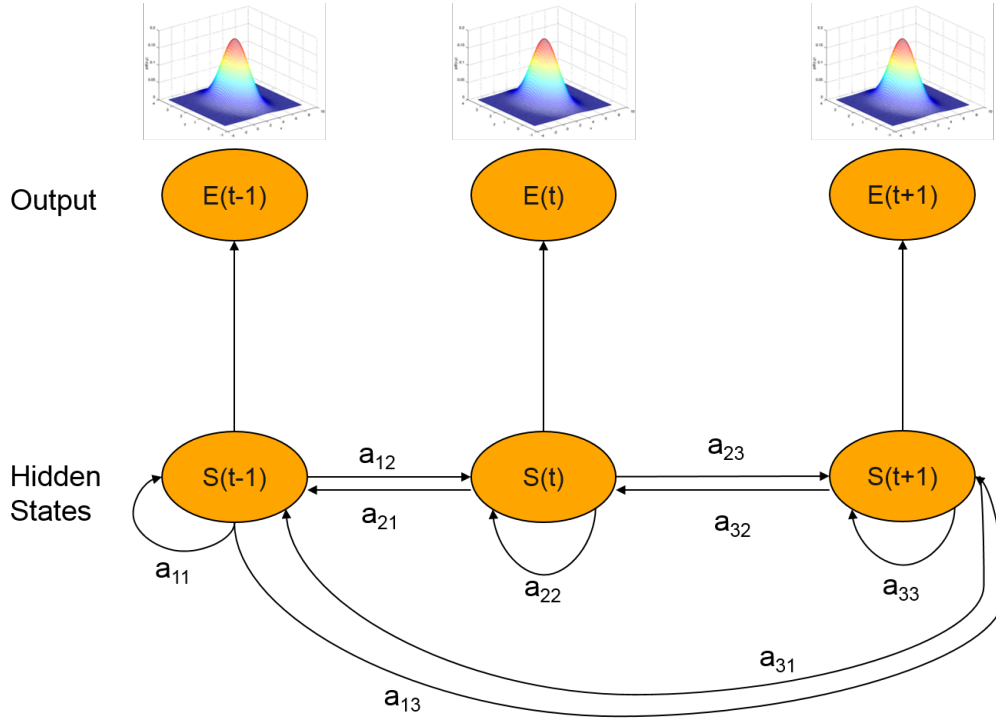 Output
E(t-1)
E(t)
E(t+1)
Hidden
States
S(t-1)
S(t)
S(t+1)
a12
a21
a23
a32
a11
a22
a33
a31
a13